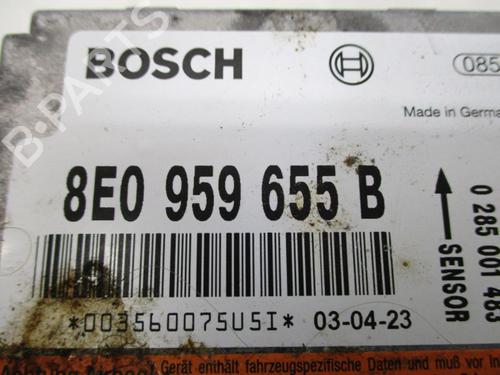 BOSCH
085
Made in Germa
8E0 959 655 B
SENSOR
0 285 001 4
*003560075U5I* 03-04-23
Gerät enthält fahrzeugspezifische Daten und muß vor In
B-PARTS